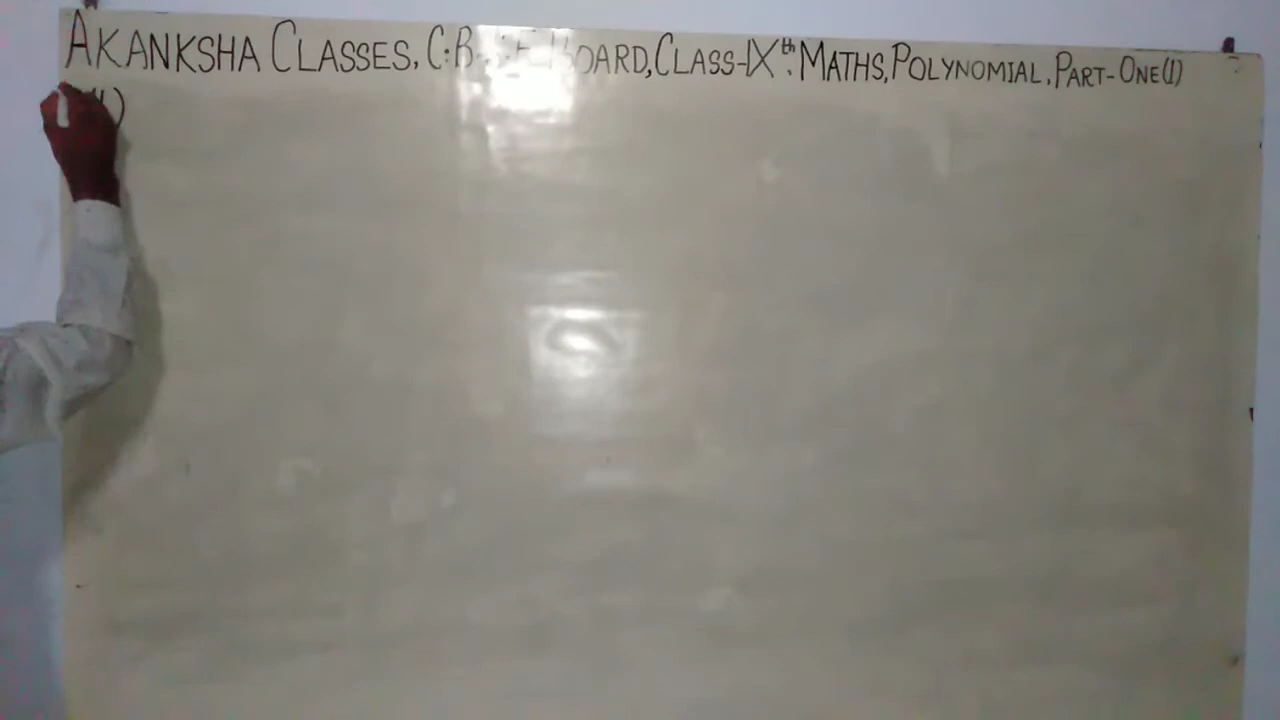 AKANKSHA CLASSES, C.B. BOARD, CLASS-IXth. MATHS, POLYNOMIAL, PART-ONE(1)